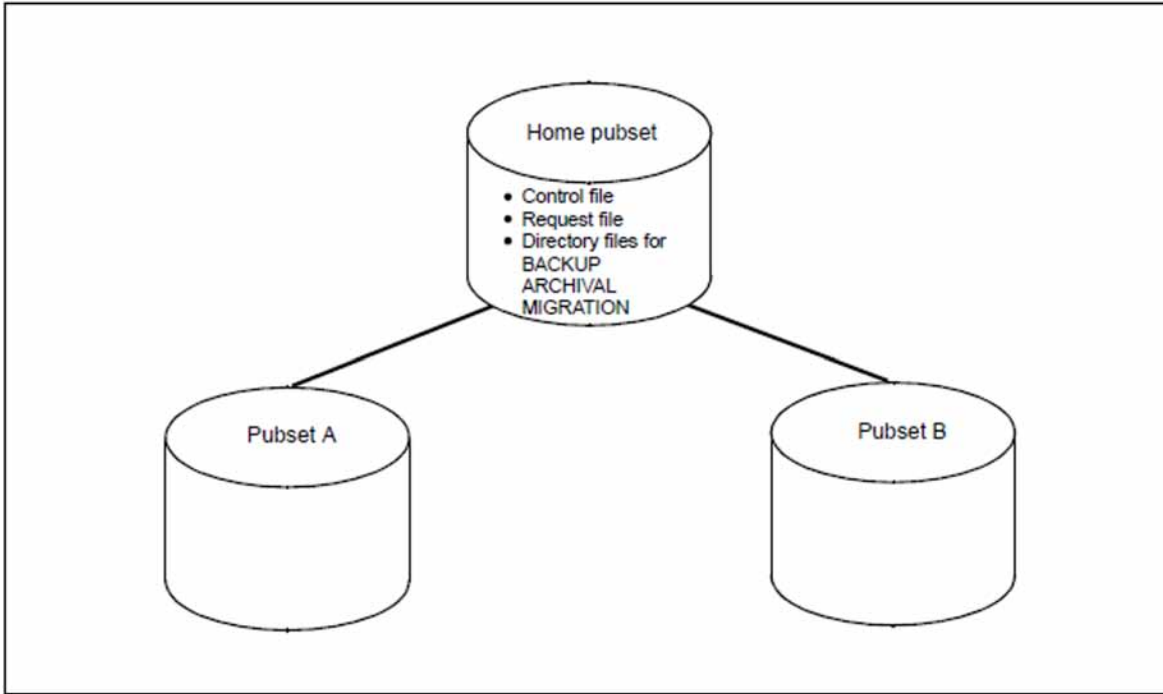 Home pubset
• Control file
• Request file
• Directory files for
BACKUP
ARCHIVAL
MIGRATION
Pubset A
Pubset B